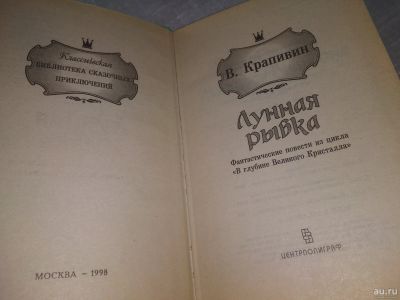 Классическая
БИБЛИОТЕКА СКАЗОЧНЫХ
ПРИКЛЮЧЕНИЙ
МОСКВА – 1998
В. Крапивин
Лунная
рыбка
Фантастические повести из цикла
«В глубине Великого Кристалла»
ЦЕНТРПОЛИГРАФ
au.ru